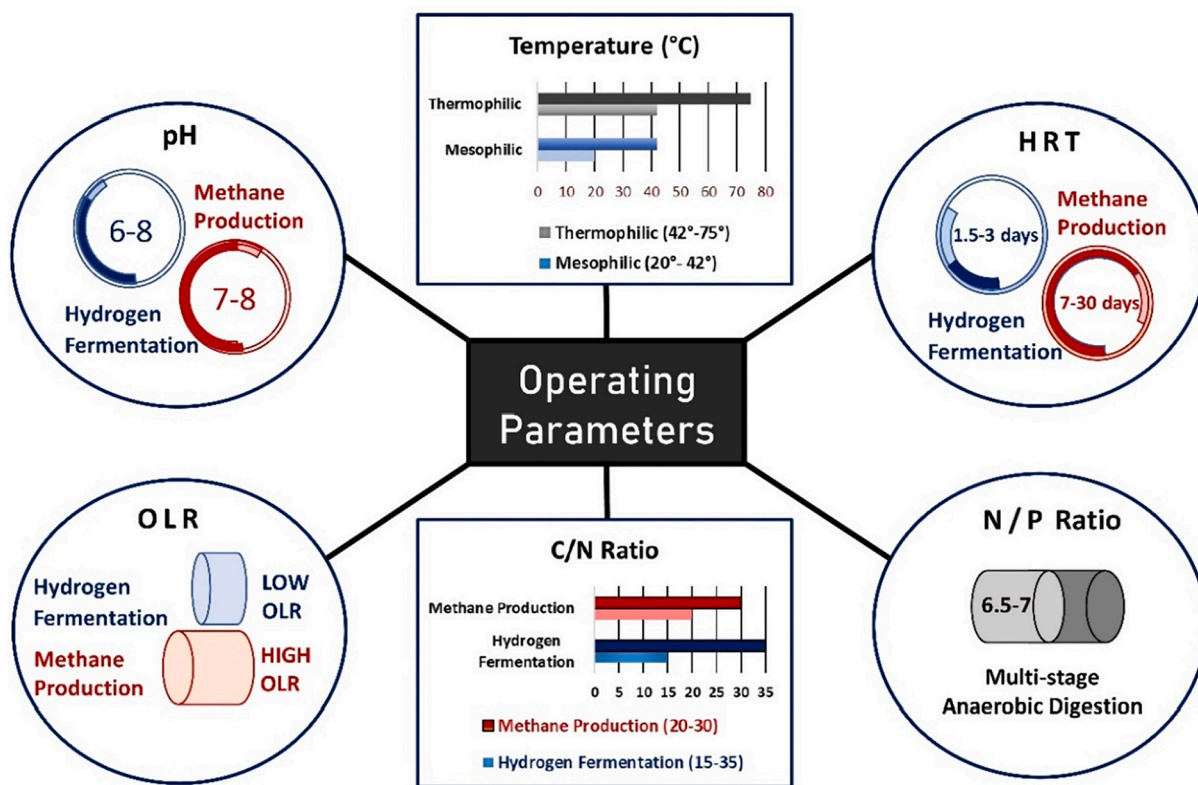 Temperature (°C)
Thermophilic
Mesophilic
0 10 20 30 40 50 60 70 80
Thermophilic (42°-75°)
Mesophilic (20°- 42°)
pH
6-8
Methane
Production
7-8
Hydrogen
Fermentation
HRT
Methane
Production
1.5-3 days
7-30 days
Hydrogen
Fermentation
Operating
Parameters
OLR
Hydrogen
Fermentation
LOW
OLR
Methane
Production
HIGH
OLR
C/N Ratio
Methane Production
Hydrogen
Fermentation
0 5 10 15 20 25 30 35
Methane Production (20-30)
Hydrogen Fermentation (15-35)
N / P Ratio
6.5-7
Multi-stage
Anaerobic Digestion